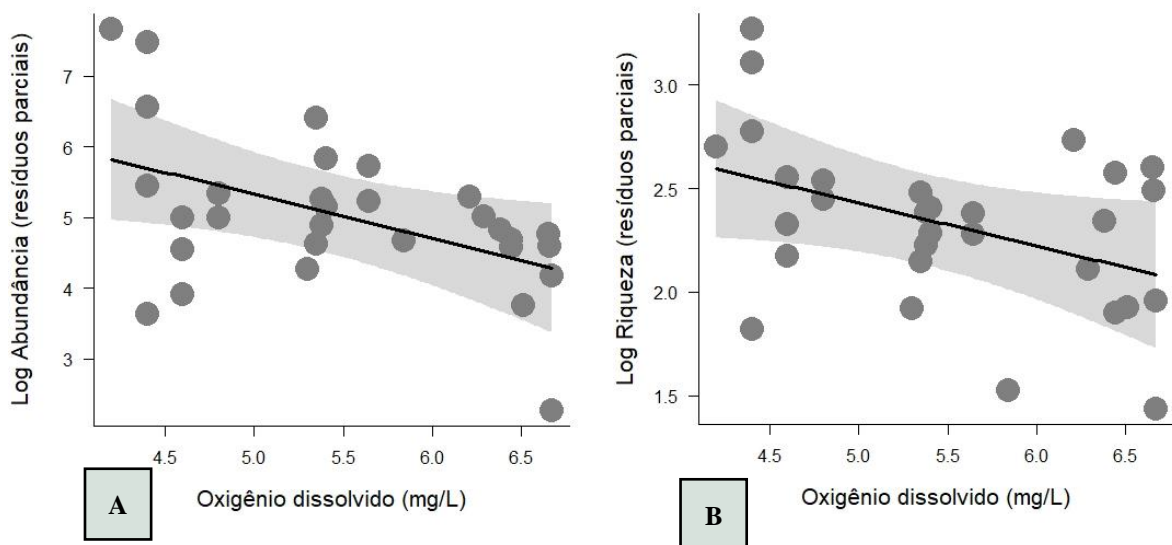 Log Abundância (resíduos parciais)
7
6
5
4
3
4.5 5.0 5.5 6.0 6.5
Oxigênio dissolvido (mg/L)
A
Log Riqueza (resíduos parciais)
3.0
2.5
2.0
1.5
4.5 5.0 5.5 6.0 6.5
Oxigênio dissolvido (mg/L)
B